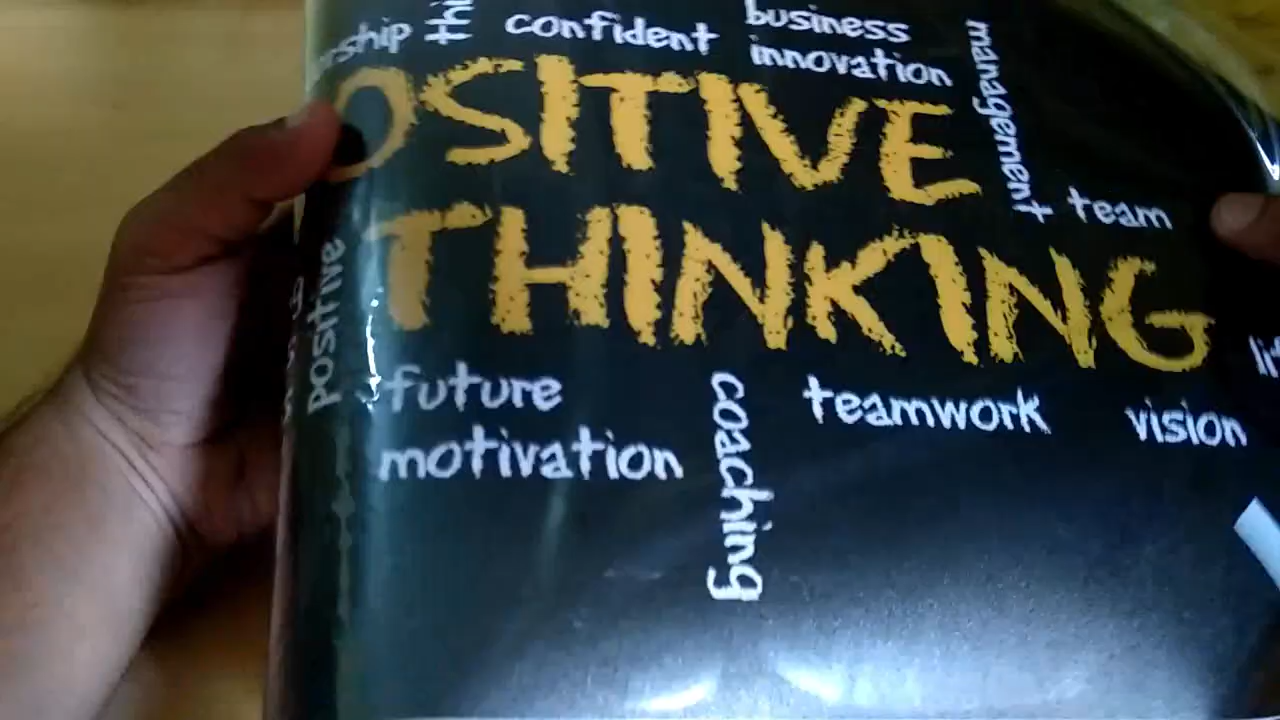 confident
business
innovation
management
OSITIVE
team
THINKING
positive
future
motivation
coaching
teamwork
vision